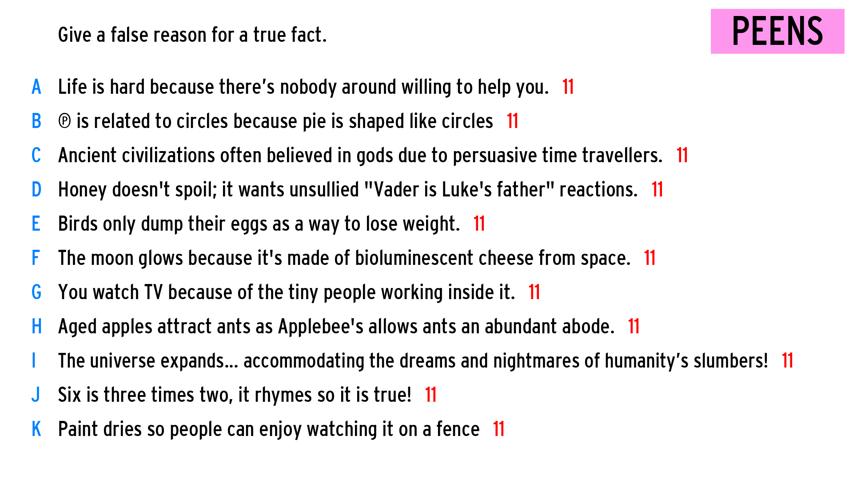 Give a false reason for a true fact.
PEENS
A Life is hard because there's nobody around willing to help you. 11
B ℗ is related to circles because pie is shaped like circles 11
C Ancient civilizations often believed in gods due to persuasive time travellers. 11
D Honey doesn't spoil; it wants unsullied "Vader is Luke's father" reactions. 11
E Birds only dump their eggs as a way to lose weight. 11
F The moon glows because it's made of bioluminescent cheese from space. 11
G You watch TV because of the tiny people working inside it. 11
H Aged apples attract ants as Applebee's allows ants an abundant abode. 11
I The universe expands... accommodating the dreams and nightmares of humanity's slumbers! 11
J Six is three times two, it rhymes so it is true! 11
K Paint dries so people can enjoy watching it on a fence 11